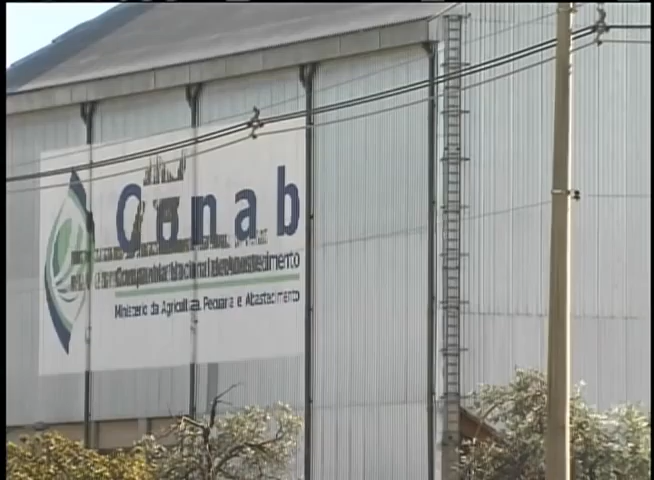 Conab
Companhia Nacional de Abastecimento
Ministério da Agricultura, Pecuária e Abastecimento